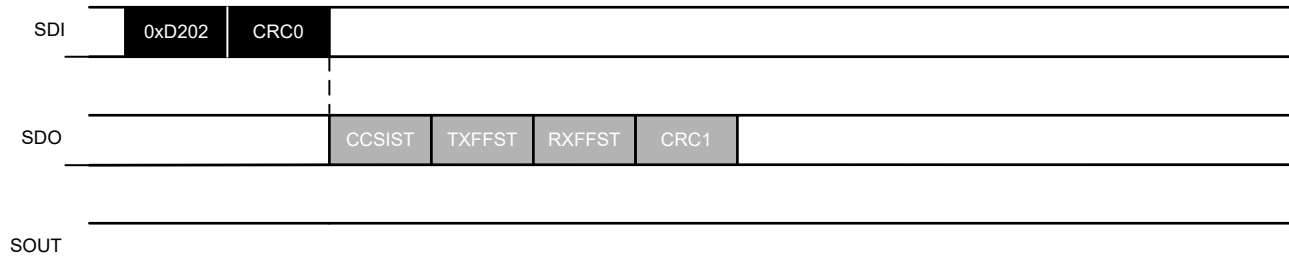 SDI 0xD202 CRC0
SDO CCSIST TXFFST RXFFST CRC1
SOUT